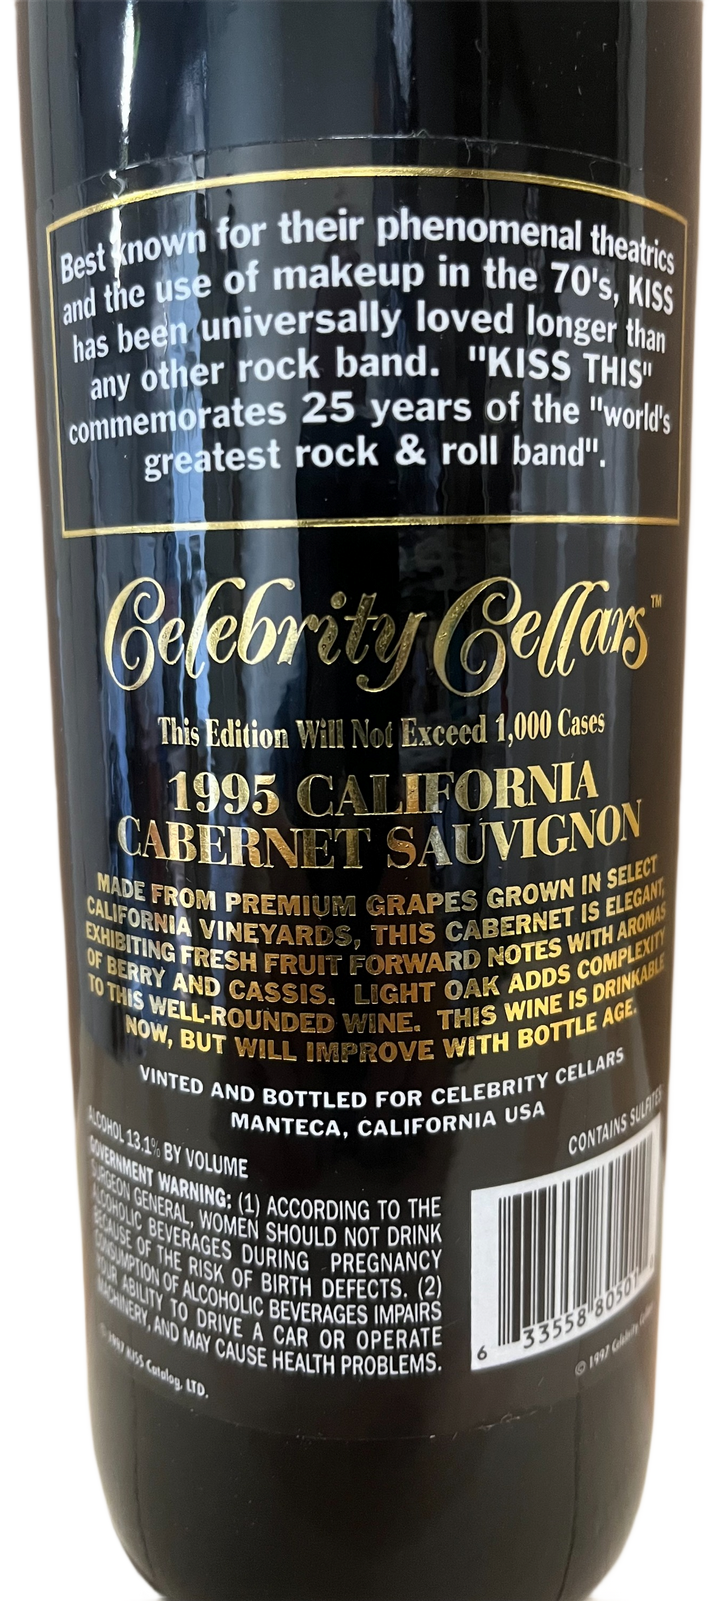 Best known for their phenomenal theatrics
and the use of makeup in the 70's, KISS
has been universally loved longer than
any other rock band. "KISS THIS"
commemorates 25 years of the "world's
greatest rock & roll band".
Celebrity Cellars™
This Edition Will Not Exceed 1,000 Cases
1995 CALIFORNIA
CABERNET SAUVIGNON
MADE FROM PREMIUM GRAPES GROWN IN SELECT
CALIFORNIA VINEYARDS, THIS CABERNET IS ELEGANT,
EXHIBITING FRESH FRUIT FORWARD NOTES WITH AROMAS
OF BERRY AND CASSIS. LIGHT OAK ADDS COMPLEXITY
TO THIS WELL-ROUNDED WINE. THIS WINE IS DRINKABLE
NOW, BUT WILL IMPROVE WITH BOTTLE AGE.
VINTED AND BOTTLED FOR CELEBRITY CELLARS
MANTECA, CALIFORNIA USA
ALCOHOL 13.1% BY VOLUME
CONTAINS SULFITES
GOVERNMENT WARNING: (1) ACCORDING TO THE
SURGEON GENERAL, WOMEN SHOULD NOT DRINK
ALCOHOLIC BEVERAGES DURING PREGNANCY
BECAUSE OF THE RISK OF BIRTH DEFECTS. (2)
CONSUMPTION OF ALCOHOLIC BEVERAGES IMPAIRS
YOUR ABILITY TO DRIVE A CAR OR OPERATE
MACHINERY, AND MAY CAUSE HEALTH PROBLEMS.
6 33558 80501
© 1997 KISS Catalog, LTD.
© 1997 Celebrity